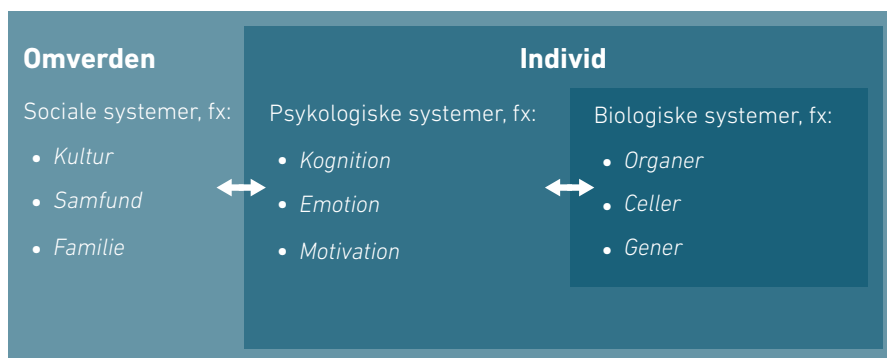 Omverden
Sociale systemer, fx:
• Kultur
• Samfund
• Familie
Individ
Psykologiske systemer, fx:
• Kognition
• Emotion
• Motivation
Biologiske systemer, fx:
• Organer
• Celler
• Gener